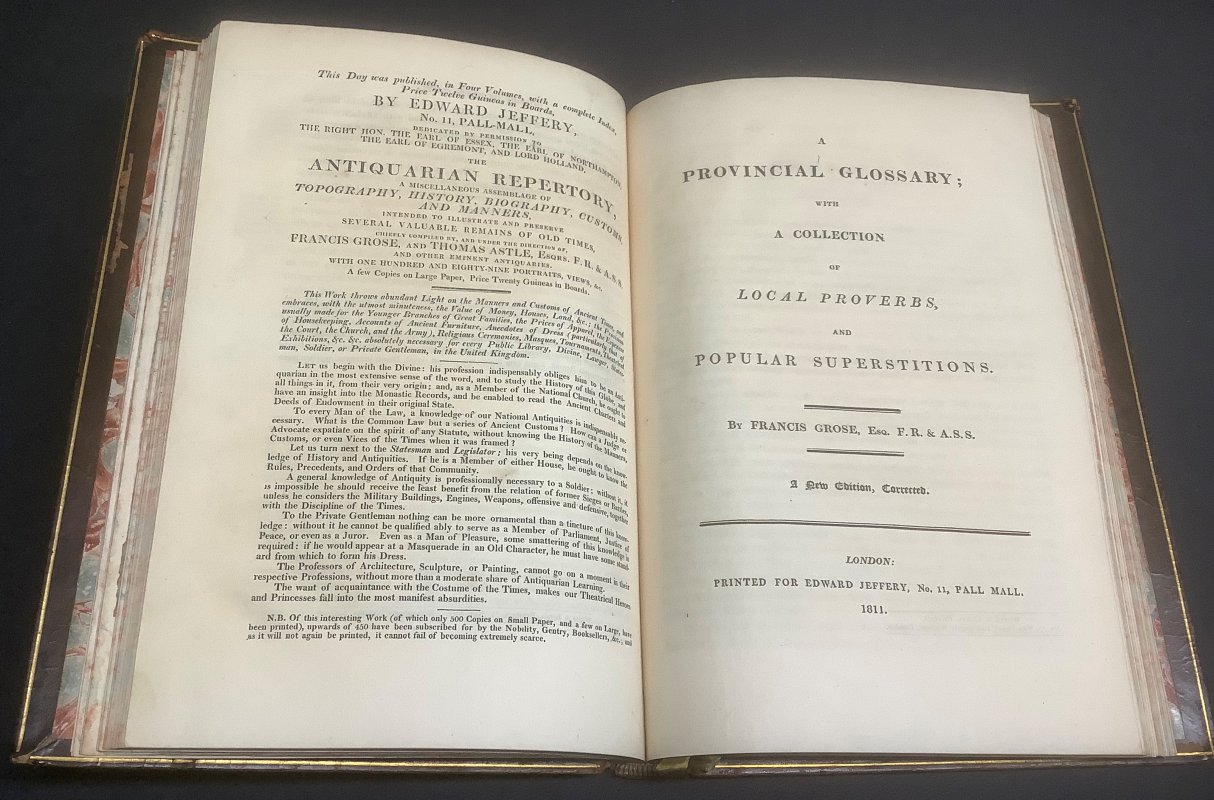 This Day was published, in Four Volumes, with a complete Index,
Price Twelve Guineas in Boards,
BY EDWARD JEFFERY,
No. 11, PALL-MALL,
DEDICATED BY PERMISSION TO
THE RIGHT HON. THE EARL OF ESSEX, THE EARL OF NORTHAMPTON
THE EARL OF EGREMONT, AND LORD HOLLAND,
THE
ANTIQUARIAN REPERTORY,
A MISCELLANEOUS ASSEMBLAGE OF
TOPOGRAPHY, HISTORY, BIOGRAPHY, CUSTOMS,
AND MANNERS,
INTENDED TO ILLUSTRATE AND PRESERVE
SEVERAL VALUABLE REMAINS OF OLD TIMES,
CHIEFLY COMPILED BY, AND UNDER THE DIRECTION OF,
FRANCIS GROSE, AND THOMAS ASTLE, ESQRS. F.R. & A.S.S.
AND OTHER EMINENT ANTIQUARIES.
WITH ONE HUNDRED AND EIGHTY-NINE PORTRAITS, VIEWS, &c.
A few Copies on Large Paper, Price Twenty Guineas in Boards.
This Work throws abundant Light on the Manners and Customs of Ancient Times, and
embraces, with the utmost minuteness, the Value of Money, Houses, Land, &c.; the Provisions
usually made for the Younger Branches of Great Families, the Prices of Apparel, the Expenses
of Housekeeping, Accounts of Ancient Furniture, Anecdotes of Dress (particularly that of
the Court, the Church, and the Army), Religious Ceremonies, Masques, Tournaments, Theatrical
Exhibitions, &c. &c. absolutely necessary for every Public Library, Divine, Lawyer, States-
man, Soldier, or Private Gentleman, in the United Kingdom.
LET us begin with the Divine: his profession indispensably obliges him to be an Anti-
quarian in the most extensive sense of the word, and to study the History of this Globe, and
all things in it, from their very origin; and, as a Member of the National Church, he ought to
have an insight into the Monastic Records, and be enabled to read the Ancient Charters and
Deeds of Endowment in their original State.
To every Man of the Law, a knowledge of our National Antiquities is indispensably ne-
cessary. What is the Common Law but a series of Ancient Customs? How can a Judge or
Advocate expatiate on the spirit of any Statute, without knowing the History of the Manners,
Customs, or even Vices of the Times when it was framed?
Let us turn next to the Statesman and Legislator; his very being depends on the know-
ledge of History and Antiquities. If he is a Member of either House, he ought to know the
Rules, Precedents, and Orders of that Community.
A general knowledge of Antiquity is professionally necessary to a Soldier; without it, it
is impossible he should receive the least benefit from the relation of former Sieges or Battles,
unless he considers the Military Buildings, Engines, Weapons, offensive and defensive, together
with the Discipline of the Times.
To the Private Gentleman nothing can be more ornamental than a tincture of this know-
ledge: without it he cannot be qualified ably to serve as a Member of Parliament, Justice of
Peace, or even as a Juror. Even as a Man of Pleasure, some smattering of this knowledge is
required: if he would appear at a Masquerade in an Old Character, he must have some stand-
ard from which to form his Dress.
The Professors of Architecture, Sculpture, or Painting, cannot go on a moment in their
respective Professions, without more than a moderate share of Antiquarian Learning.
The want of acquaintance with the Costume of the Times, makes our Theatrical Heroes
and Princesses fall into the most manifest absurdities.
N.B. Of this interesting Work (of which only 500 Copies on Small Paper, and a few on Large, have
been printed), upwards of 450 have been subscribed for by the Nobility, Gentry, Booksellers, &c., and
as it will not again be printed, it cannot fail of becoming extremely scarce.
A
PROVINCIAL GLOSSARY;
WITH
A COLLECTION
OF
LOCAL PROVERBS,
AND
POPULAR SUPERSTITIONS.
BY FRANCIS GROSE, Esq. F.R. & A.S.S.
A New Edition, Corrected.
LONDON:
PRINTED FOR EDWARD JEFFERY, No. 11, PALL MALL.
1811.